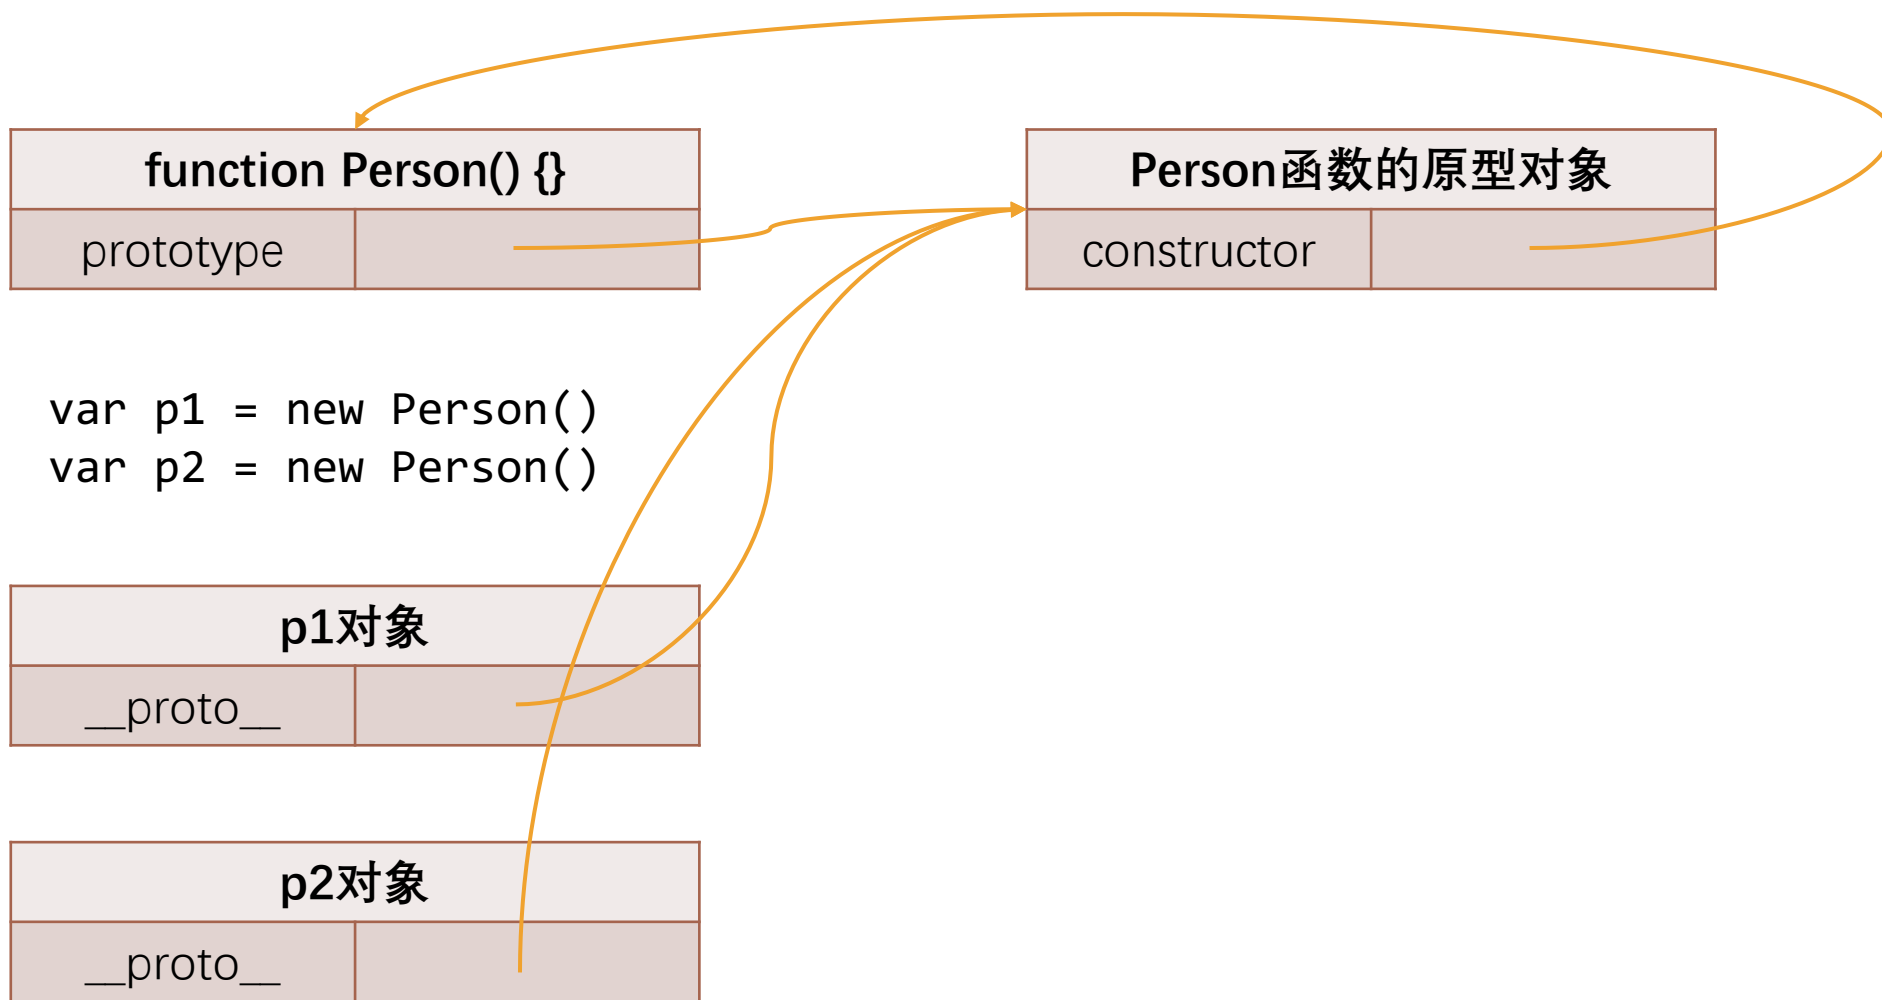 function Person() {}
prototype
Person函数的原型对象
constructor
var p1 = new Person()
var p2 = new Person()
p1对象
__proto__
p2对象
__proto__